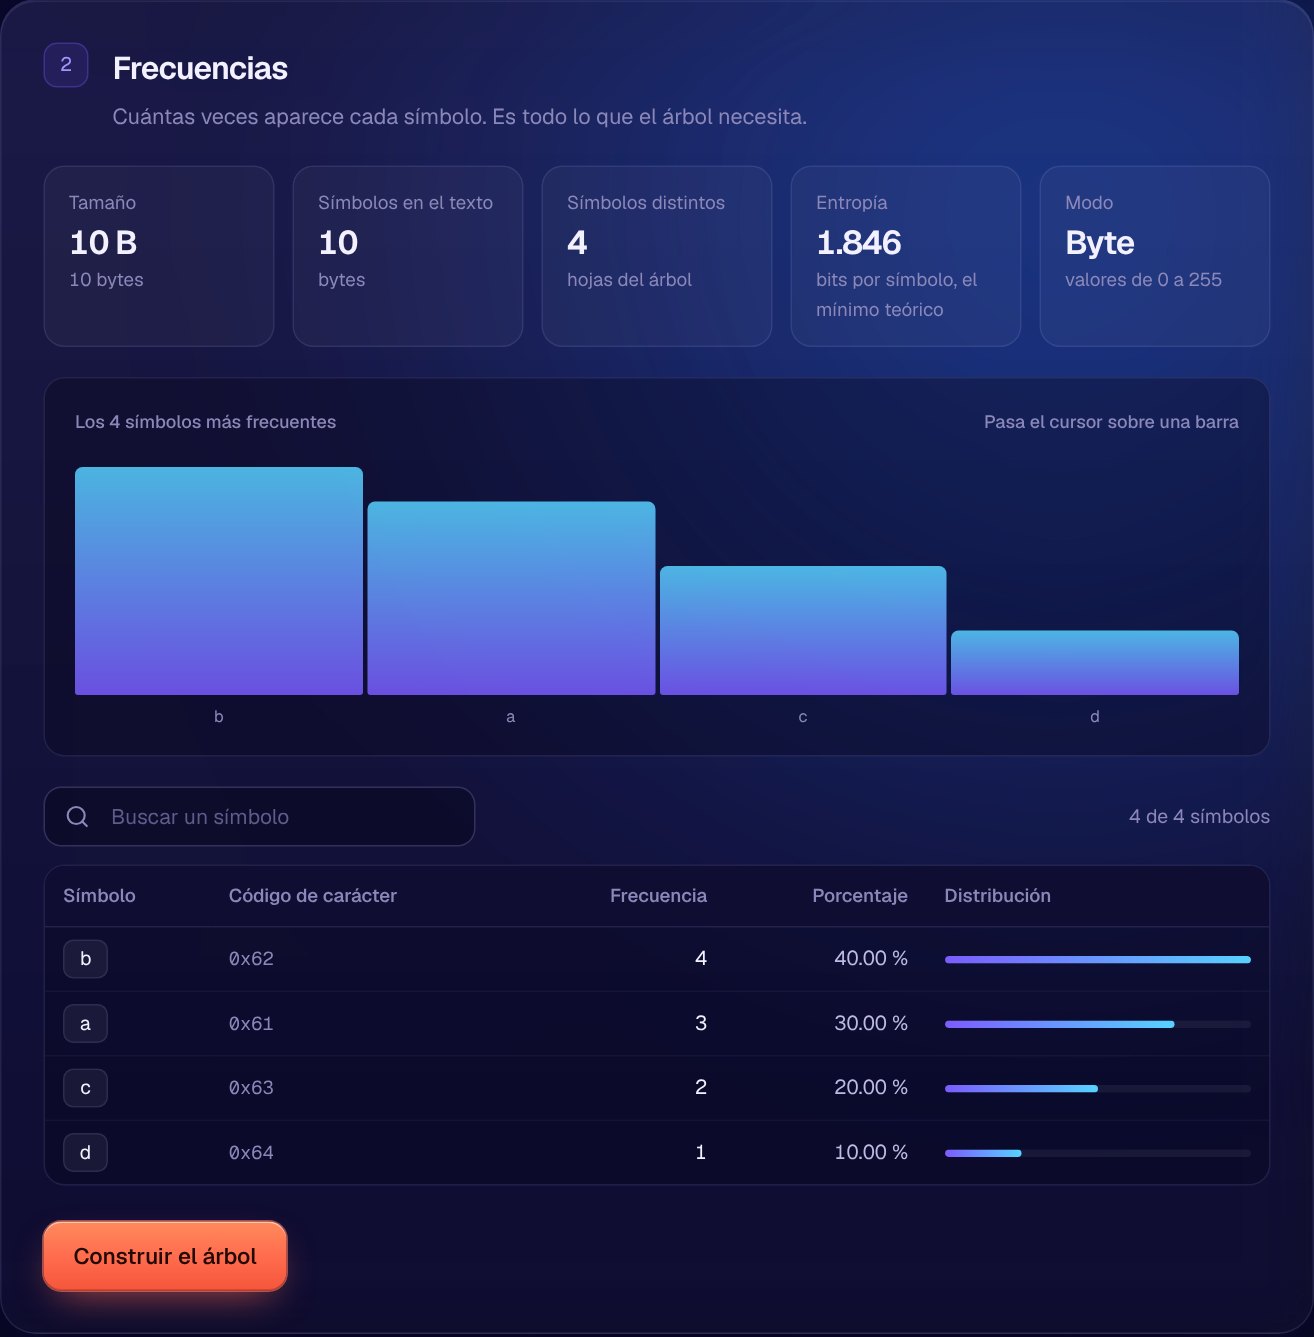 2
Frecuencias
Cuántas veces aparece cada símbolo. Es todo lo que el árbol necesita.
Tamaño
10 B
10 bytes
Símbolos en el texto
10
bytes
Símbolos distintos
4
hojas del árbol
Entropía
1.846
bits por símbolo, el
mínimo teórico
Modo
Byte
valores de 0 a 255
Los 4 símbolos más frecuentes
Pasa el cursor sobre una barra
b a c d
Buscar un símbolo
4 de 4 símbolos
Símbolo Código de carácter Frecuencia Porcentaje Distribución
b 0x62 4 40.00 %
a 0x61 3 30.00 %
c 0x63 2 20.00 %
d 0x64 1 10.00 %
Construir el árbol